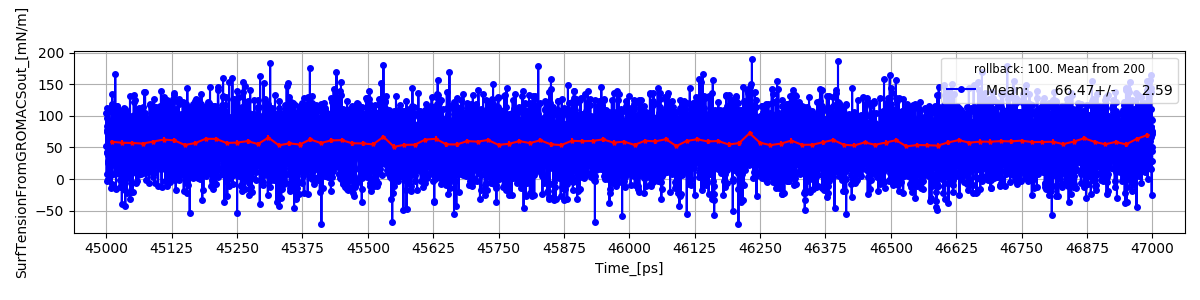 SurfTensionFromGROMACSout_[mN/m]
200
150
100
50
0
−50
rollback: 100. Mean from 200
Mean: 66.47+/- 2.59
45000 45125 45250 45375 45500 45625 45750 45875 46000 46125 46250 46375 46500 46625 46750 46875 47000
Time_[ps]